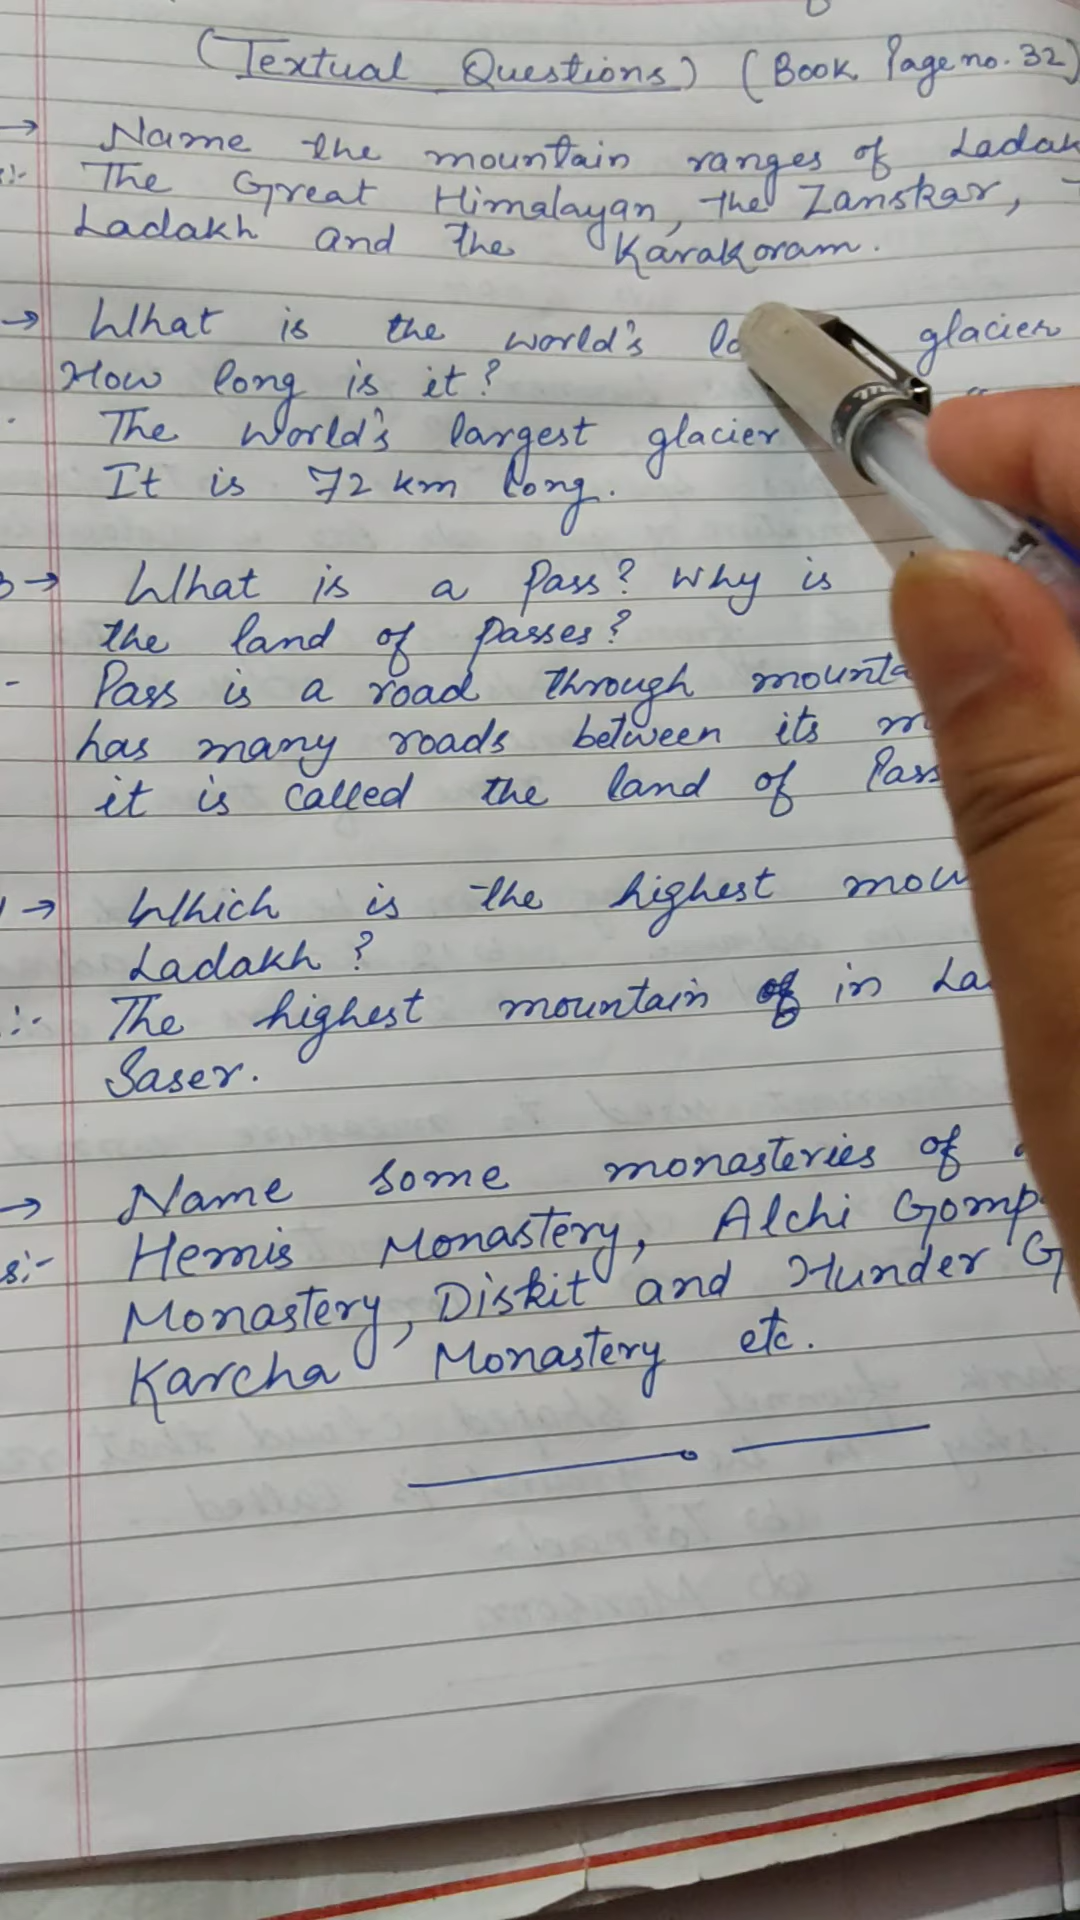 (Textual Questions) (Book Page no. 32)
→ Name the mountain ranges of
The Great Himalayan, the Zanskar,
Ladakh and the Karakoram.
→ What is the world's glacier
How long is it?
The world's largest glacier
It is 72 km long.
3→ What is a Pass? Why is
the land of Passes?
Pass is a road through
has many roads between its
it is called the land of
→ Which is the highest
Ladakh?
:- The highest mountain of in
Saser.
→ Name some monasteries of
s:- Hemis Monastery, Alchi
Monastery, Diskit and Hunder
Karcha Monastery etc.